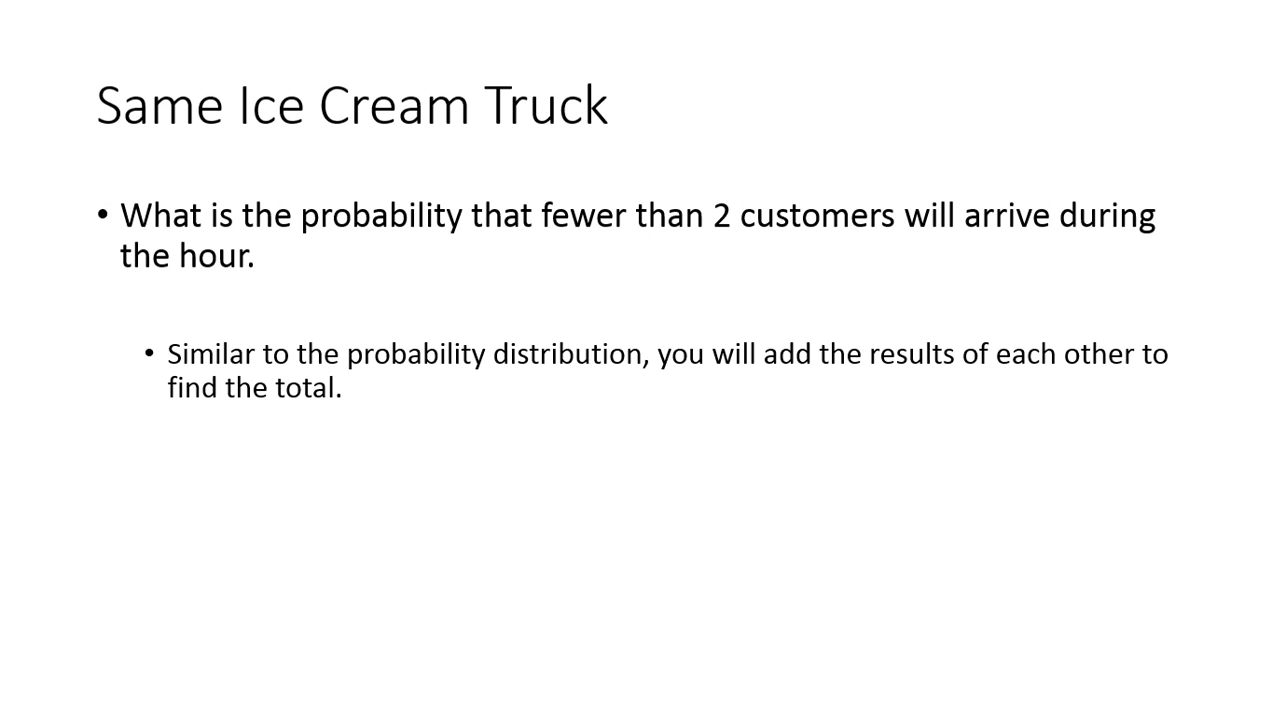 Same Ice Cream Truck
• What is the probability that fewer than 2 customers will arrive during
the hour.
• Similar to the probability distribution, you will add the results of each other to
find the total.